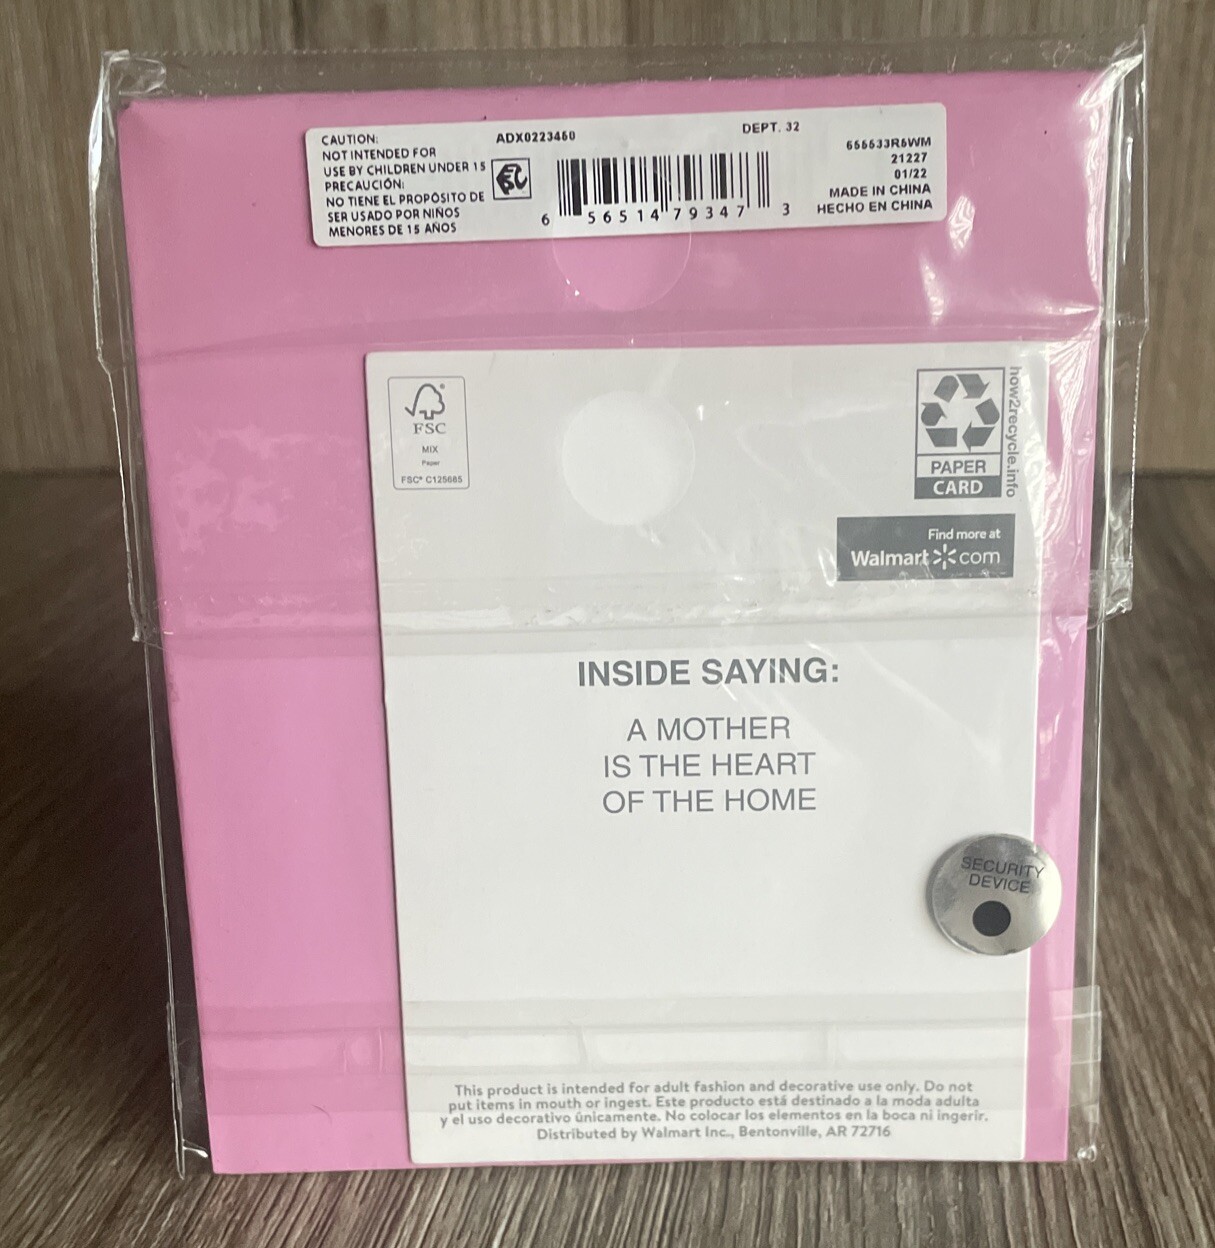 CAUTION:
NOT INTENDED FOR
USE BY CHILDREN UNDER 15
PRECAUCIÓN:
NO TIENE EL PROPÓSITO DE
SER USADO POR NIÑOS
MENORES DE 15 AÑOS
ADX0223460
6 56514 79347 3
DEPT. 32
666633R6WM
21227
01/22
MADE IN CHINA
HECHO EN CHINA
FSC
MIX
Paper
FSC® C125685
how2recycle.info
PAPER
CARD
Find more at
Walmart com
INSIDE SAYING:
A MOTHER
IS THE HEART
OF THE HOME
SECURITY
DEVICE
This product is intended for adult fashion and decorative use only. Do not
put items in mouth or ingest. Este producto está destinado a la moda adulta
y el uso decorativo únicamente. No colocar los elementos en la boca ni ingerir.
Distributed by Walmart Inc., Bentonville, AR 72716